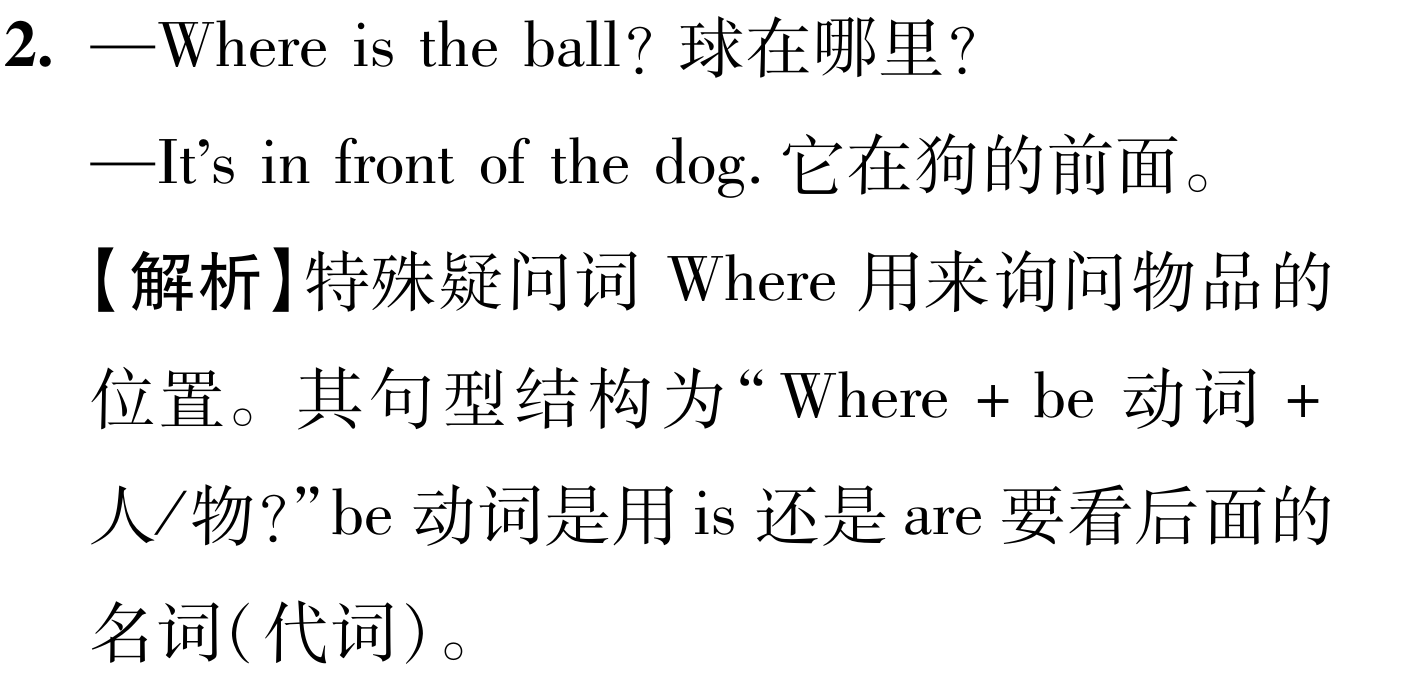 2. —Where is the ball? 球在哪里?
—It's in front of the dog. 它在狗的前面。
【解析】特殊疑问词 Where 用来询问物品的
位置。其句型结构为“Where + be 动词 +
人/物?”be 动词是用 is 还是 are 要看后面的
名词(代词)。